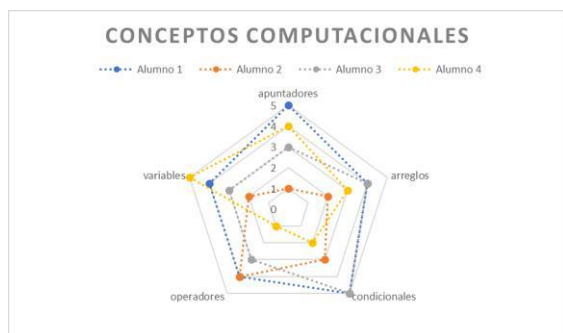 CONCEPTOS COMPUTACIONALES
Alumno 1 Alumno 2 Alumno 3 Alumno 4
apuntadores
5
4
3
2
1
0
variables
arreglos
operadores
condicionales